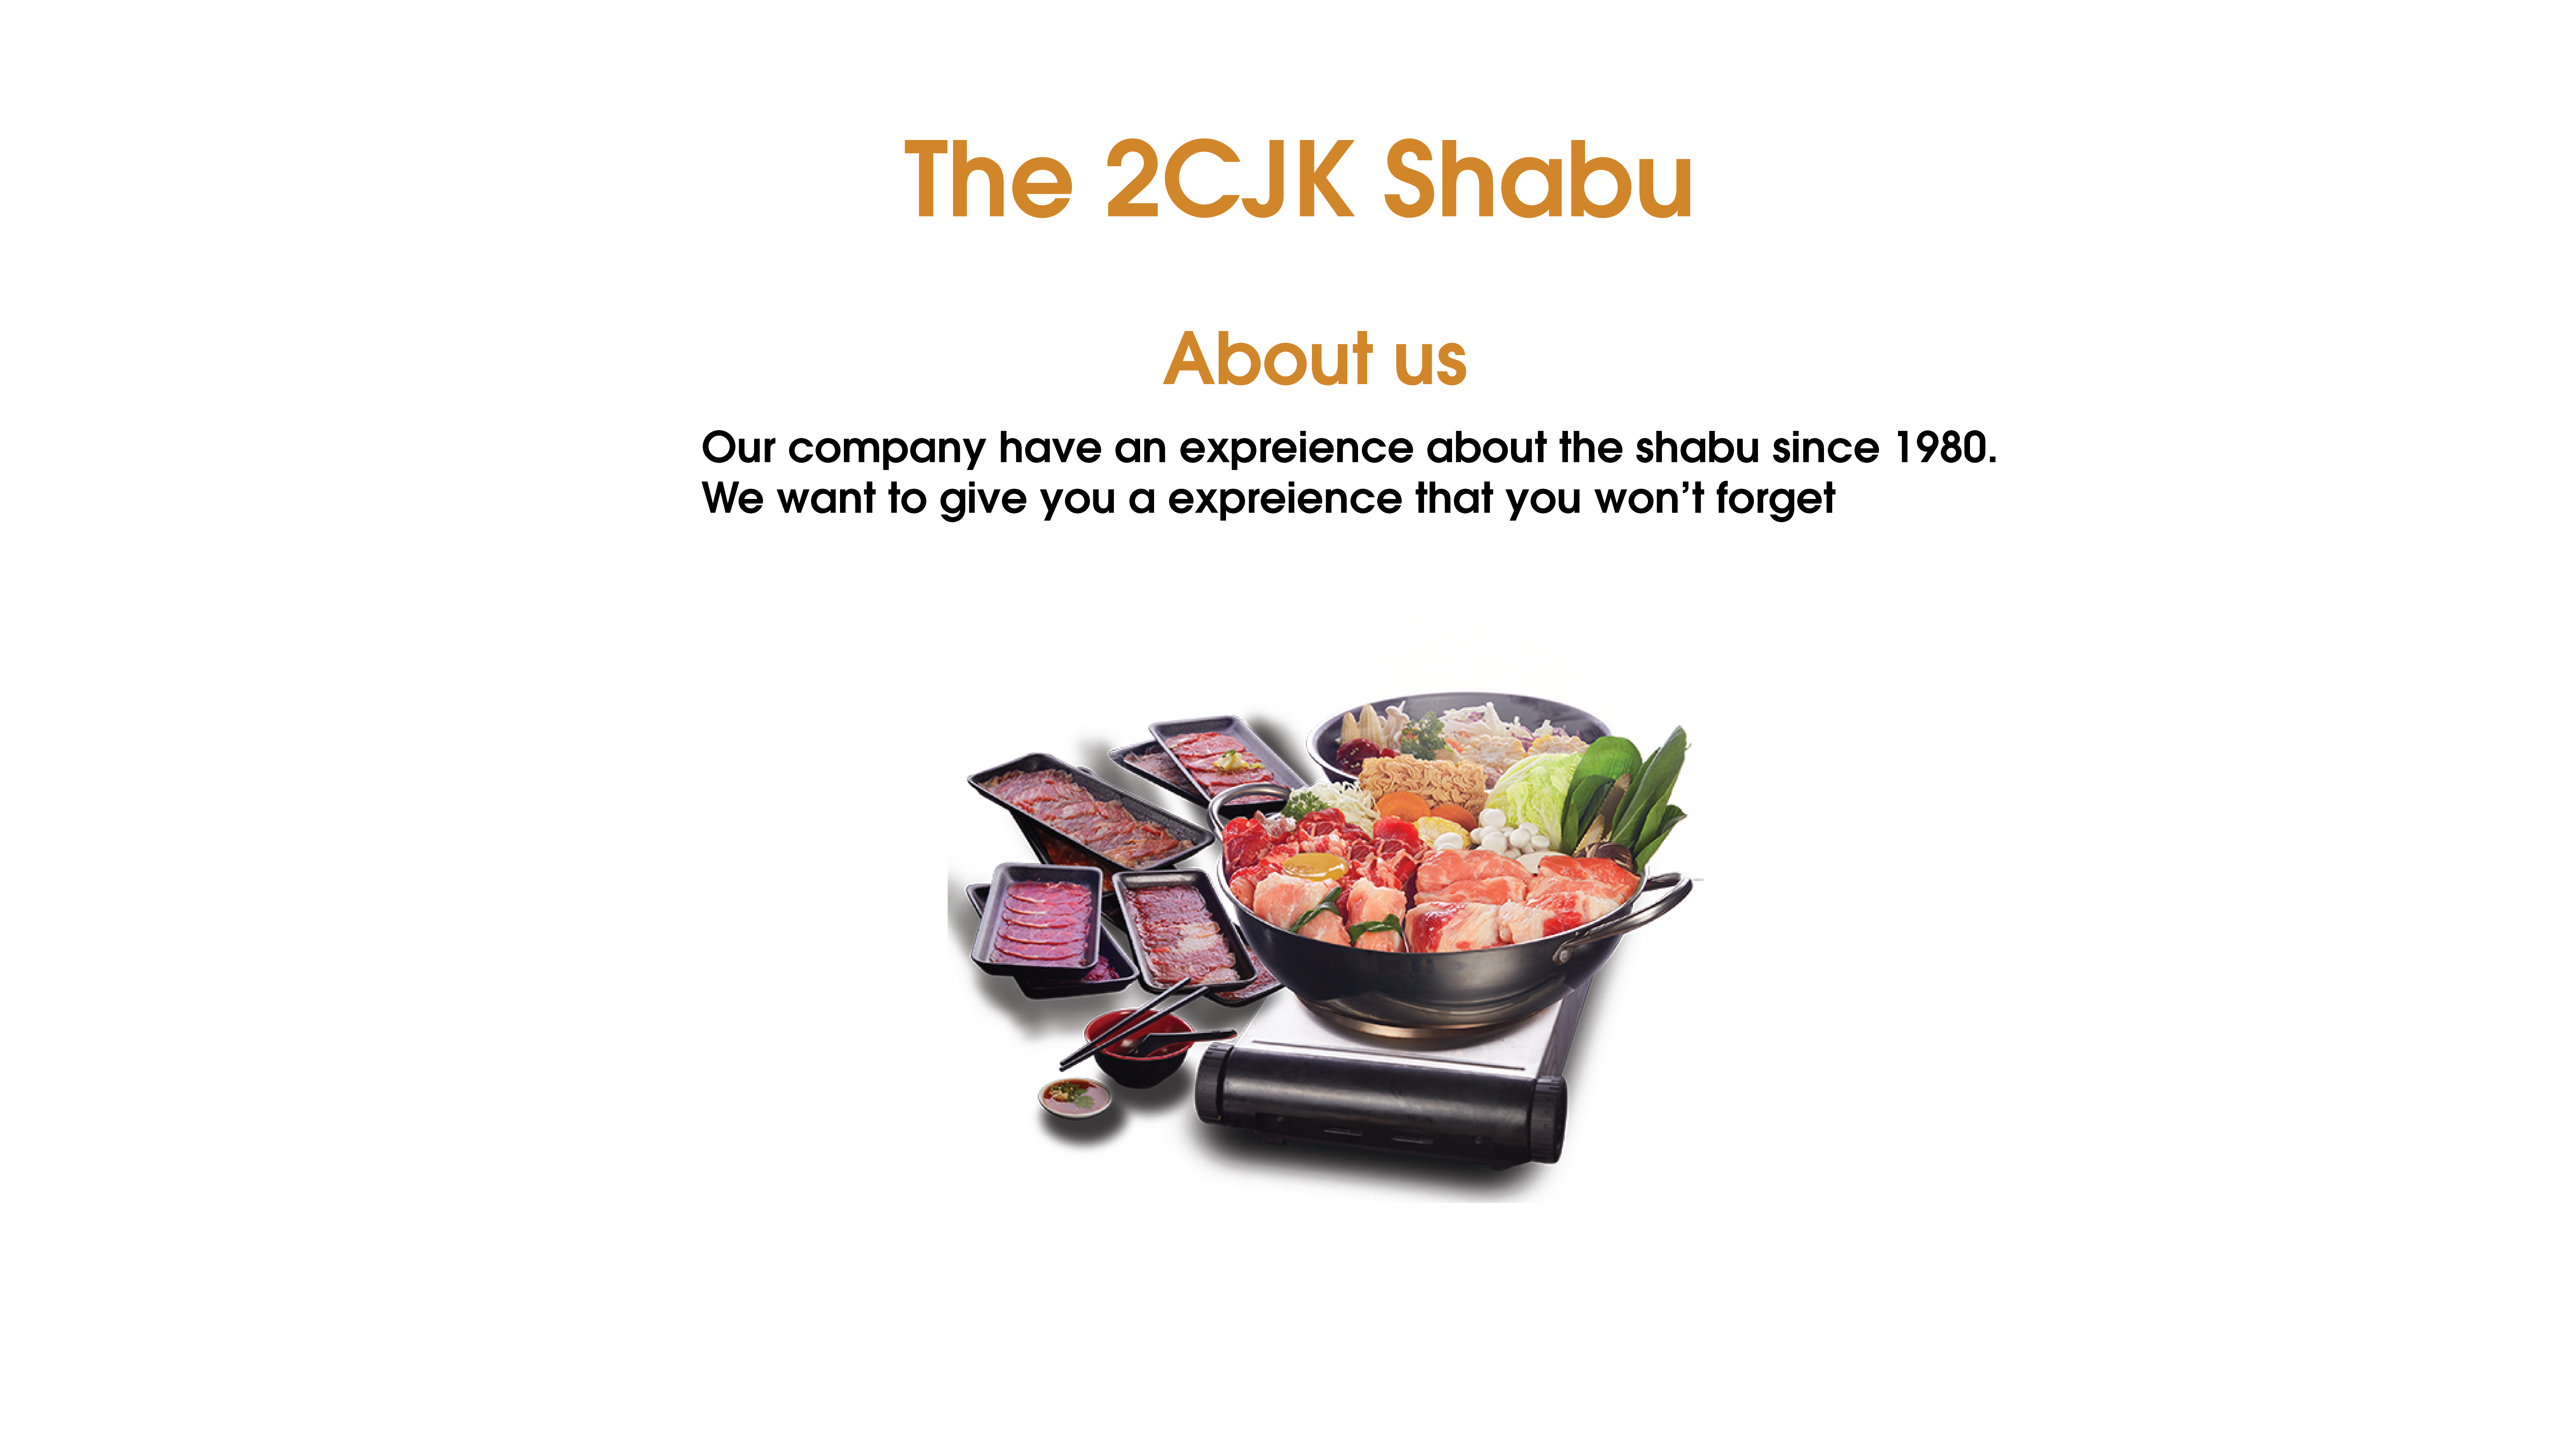 The 2CJK Shabu
About us
Our company have an expreience about the shabu since 1980.
We want to give you a expreience that you won’t forget